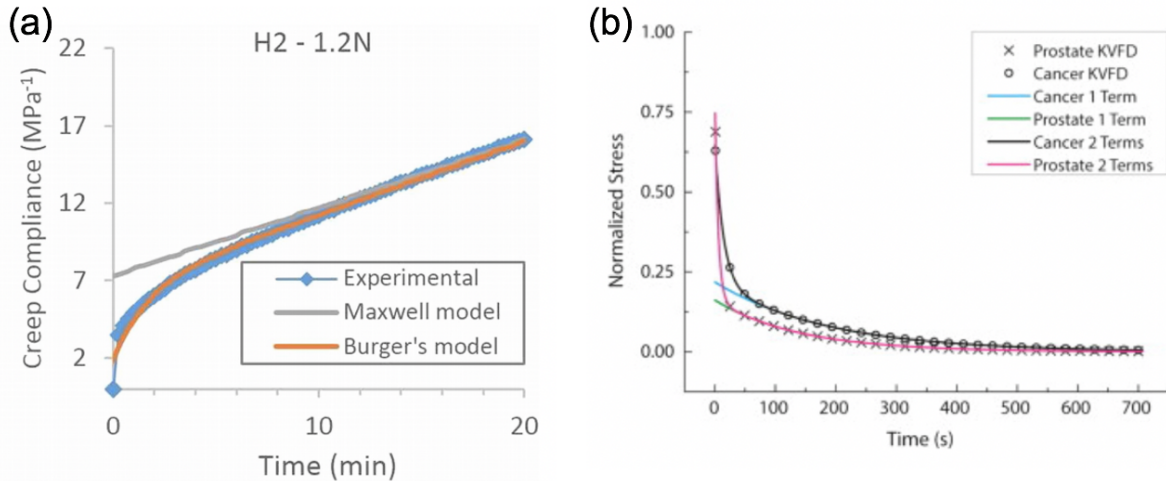 (a)
H2 - 1.2N
Creep Compliance (MPa⁻¹)
22
17
12
7
2
Experimental
Maxwell model
Burger's model
0
10
20
Time (min)
(b)
Normalized Stress
1.00
0.75
0.50
0.25
0.00
Prostate KVFD
Cancer KVFD
Cancer 1 Term
Prostate 1 Term
Cancer 2 Terms
Prostate 2 Terms
0
100
200
300
400
500
600
700
Time (s)